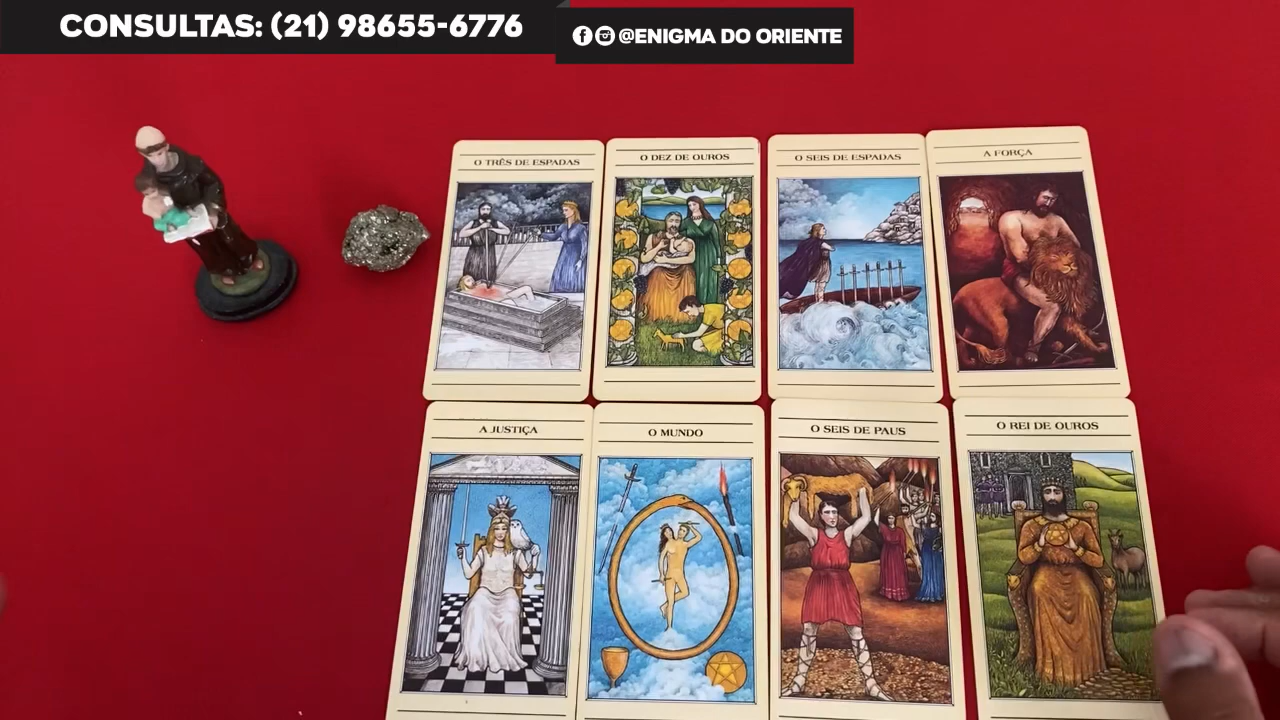 CONSULTAS: (21) 98655-6776
@ENIGMA DO ORIENTE
O TRÊS DE ESPADAS
O DEZ DE OUROS
O SEIS DE ESPADAS
A FORÇA
A JUSTIÇA
O MUNDO
O SEIS DE PAUS
O REI DE OUROS